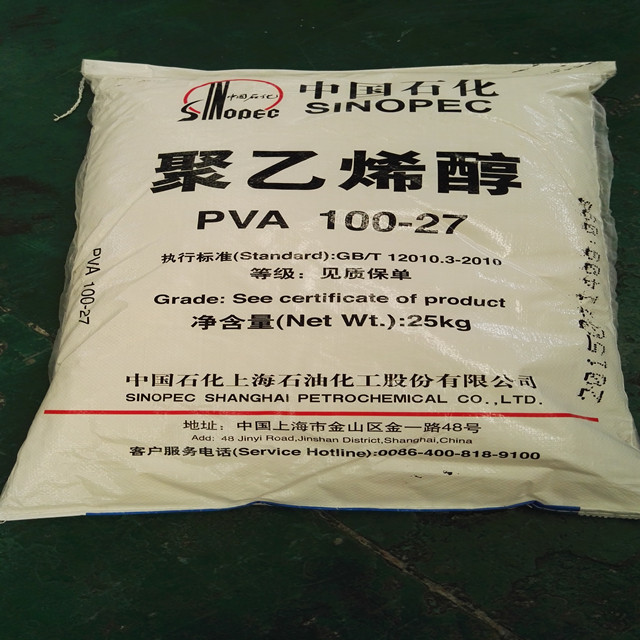 SINOPEC
中国石化
中国石化
SINOPEC
聚乙烯醇
PVA 100-27
执行标准(Standard):GB/T 12010.3-2010
等级：见质保单
Grade: See certificate of product
净含量(Net Wt.):25kg
中国石化上海石油化工股份有限公司
SINOPEC SHANGHAI PETROCHEMICAL CO.,LTD.
地址：中国上海市金山区金一路48号
Add: 48 Jinyi Road,Jinshan District,Shanghai,China
客户服务电话(Service Hotline):0086-400-818-9100
PVA 100-27